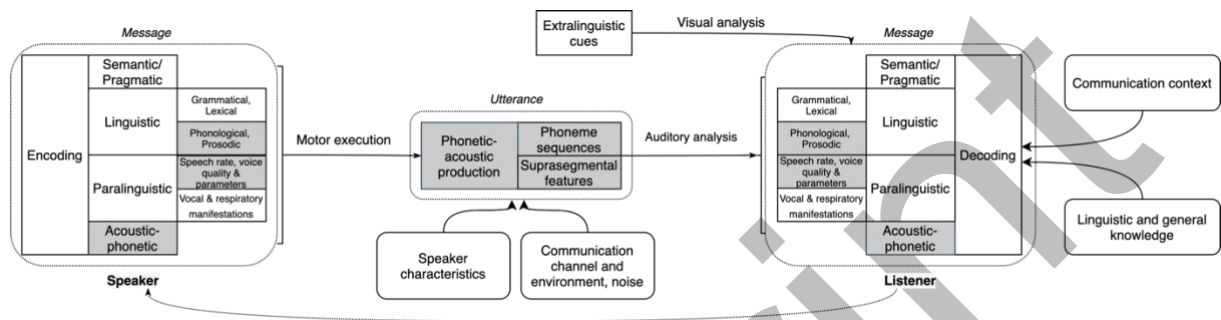 Message
Encoding
Semantic/
Pragmatic
Linguistic
Grammatical,
Lexical
Phonological,
Prosodic
Paralinguistic
Speech rate, voice
quality &
parameters
Vocal & respiratory
manifestations
Acoustic-
phonetic
Speaker
Motor execution
Utterance
Phonetic-
acoustic
production
Phoneme
sequences
Suprasegmental
features
Speaker
characteristics
Communication
channel and
environment, noise
Extralinguistic
cues
Visual analysis
Auditory analysis
Message
Semantic/
Pragmatic
Grammatical,
Lexical
Linguistic
Phonological,
Prosodic
Decoding
Speech rate, voice
quality &
parameters
Paralinguistic
Vocal & respiratory
manifestations
Acoustic-
phonetic
Listener
Communication context
Linguistic and general
knowledge